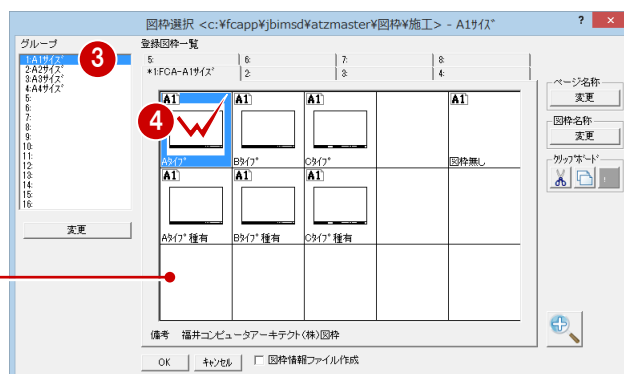 図枠選択 <c:¥fcapp¥jbimsd¥atzmaster¥図枠¥施工> - A1ｻｲｽﾞ ? ×
グループ
1:A1ｻｲｽﾞ
2:A2ｻｲｽﾞ
3:A3ｻｲｽﾞ
4:A4ｻｲｽﾞ
5:
6:
7:
8:
9:
10:
11:
12:
13:
14:
15:
16:
変更
3
登録図枠一覧
5: 6: 7: 8:
*1:FCA-A1ｻｲｽﾞ 2: 3: 4:
4
A1 A1 A1 A1
Aﾀｲﾌﾟ Bﾀｲﾌﾟ Cﾀｲﾌﾟ 図枠無し
A1 A1 A1
Aﾀｲﾌﾟ種有 Bﾀｲﾌﾟ種有 Cﾀｲﾌﾟ種有
備考 福井コンピュータアーキテクト(株)図枠
OK ｷｬﾝｾﾙ 図枠情報ファイル作成
ページ名称
変更
図枠名称
変更
ｸﾘｯﾌﾟﾎﾞｰﾄﾞ